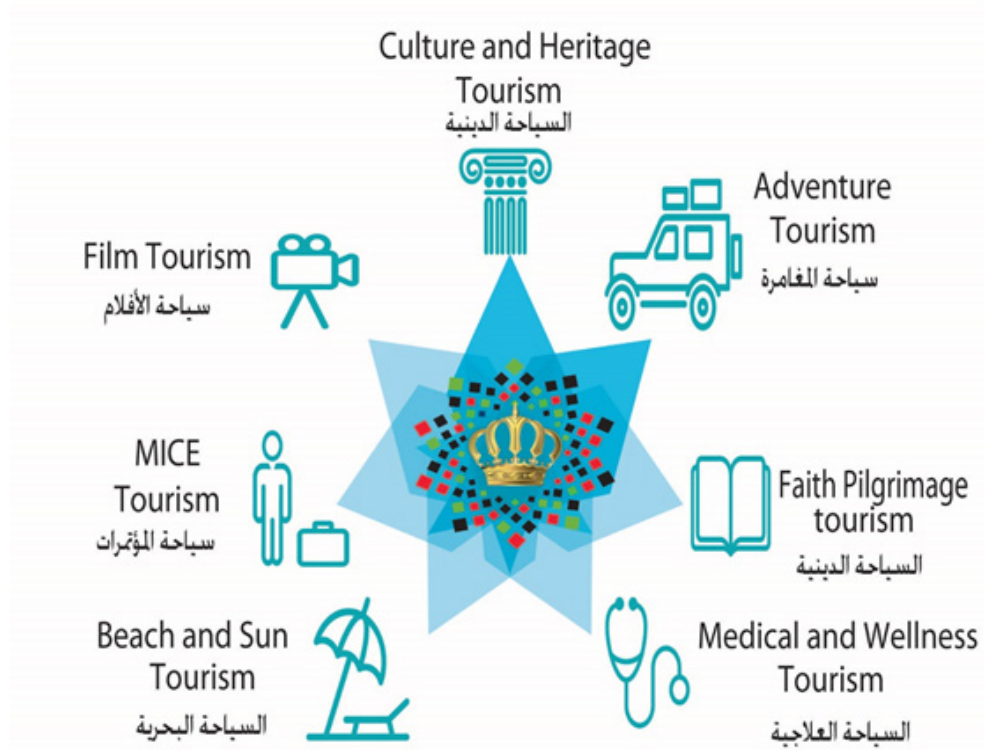 Culture and Heritage
Tourism
السياحة الدينية
Adventure
Tourism
سياحة المغامرة
Film Tourism
سياحة الأفلام
MICE
Tourism
سياحة المؤتمرات
Faith Pilgrimage
tourism
السياحة الدينية
Beach and Sun
Tourism
السياحة البحرية
Medical and Wellness
Tourism
السياحة العلاجية